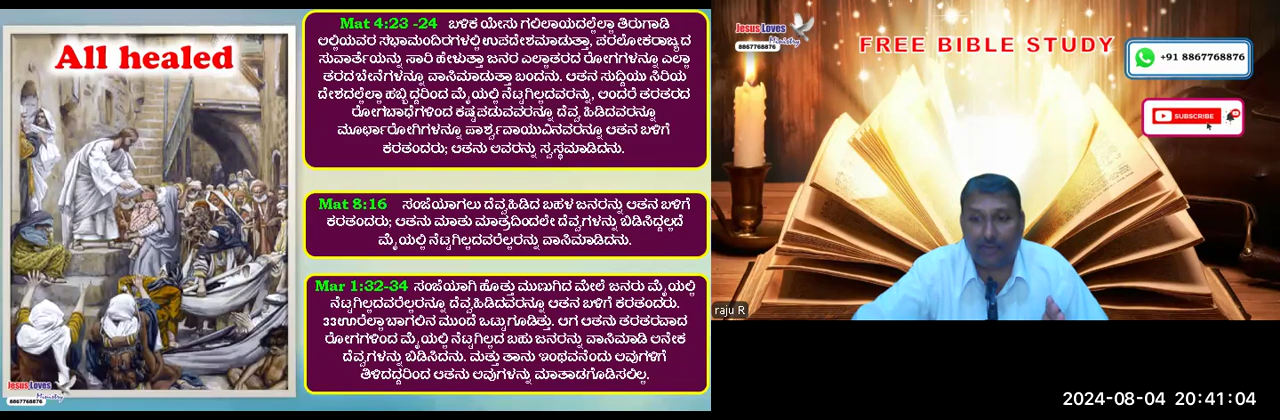 All healed
Jesus Loves
Ministry
8867768876
Mat 4:23 -24 ಬಳಿಕ ಯೇಸು ಗಲಿಲಾಯದಲ್ಲೆಲ್ಲಾ ತಿರುಗಾಡಿ
ಅಲ್ಲಿಯವರ ಸಭಾಮಂದಿರಗಳಲ್ಲಿ ಉಪದೇಶಮಾಡುತ್ತಾ, ಪರಲೋಕರಾಜ್ಯದ
ಸುವಾರ್ತೆಯನ್ನು ಸಾರಿ ಹೇಳುತ್ತಾ ಜನರ ಎಲ್ಲಾತರದ ರೋಗಗಳನ್ನೂ ಎಲ್ಲಾ
ತರದ ಬೇನೆಗಳನ್ನೂ ವಾಸಿಮಾಡುತ್ತಾ ಬಂದನು. ಆತನ ಸುದ್ದಿಯು ಸಿರಿಯ
ದೇಶದಲ್ಲೆಲ್ಲಾ ಹಬ್ಬಿದ್ದರಿಂದ ಮೈಯಲ್ಲಿ ನೆಟ್ಟಗಿಲ್ಲದವರನ್ನು, ಅಂದರೆ ತರತರದ
ರೋಗಬಾಧೆಗಳಿಂದ ಕಷ್ಟಪಡುವವರನ್ನೂ ದೆವ್ವ ಹಿಡಿದವರನ್ನೂ
ಮೂರ್ಛಾರೋಗಿಗಳನ್ನೂ ಪಾರ್ಶ್ವವಾಯುವಿನವರನ್ನೂ ಆತನ ಬಳಿಗೆ
ಕರತಂದರು; ಆತನು ಅವರನ್ನು ಸ್ವಸ್ಥಮಾಡಿದನು.
Mat 8:16 ಸಂಜೆಯಾಗಲು ದೆವ್ವಹಿಡಿದ ಬಹಳ ಜನರನ್ನು ಆತನ ಬಳಿಗೆ
ಕರತಂದರು; ಆತನು ಮಾತು ಮಾತ್ರದಿಂದಲೇ ದೆವ್ವಗಳನ್ನು ಬಿಡಿಸಿದ್ದಲ್ಲದೆ
ಮೈಯಲ್ಲಿ ನೆಟ್ಟಗಿಲ್ಲದವರೆಲ್ಲರನ್ನು ವಾಸಿಮಾಡಿದನು.
Mar 1:32-34 ಸಂಜೆಯಾಗಿ ಹೊತ್ತು ಮುಣುಗಿದ ಮೇಲೆ ಜನರು ಮೈಯಲ್ಲಿ
ನೆಟ್ಟಗಿಲ್ಲದವರೆಲ್ಲರನ್ನೂ ದೆವ್ವಹಿಡಿದವರನ್ನೂ ಆತನ ಬಳಿಗೆ ಕರತಂದರು.
33ಊರೆಲ್ಲಾ ಬಾಗಲಿನ ಮುಂದೆ ಒಟ್ಟುಗೂಡಿತ್ತು. ಆಗ ಆತನು ತರತರವಾದ
ರೋಗಗಳಿಂದ ಮೈಯಲ್ಲಿ ನೆಟ್ಟಗಿಲ್ಲದ ಬಹು ಜನರನ್ನು ವಾಸಿಮಾಡಿ ಅನೇಕ
ದೆವ್ವಗಳನ್ನು ಬಿಡಿಸಿದನು. ಮತ್ತು ತಾನು ಇಂಥವನೆಂದು ಅವುಗಳಿಗೆ
ತಿಳಿದದ್ದರಿಂದ ಆತನು ಅವುಗಳನ್ನು ಮಾತಾಡಗೊಡಿಸಲಿಲ್ಲ.
Jesus Loves
Ministry
8867768876
FREE BIBLE STUDY
+91 8867768876
SUBSCRIBE
raju R
2024-08-04 20:41:04